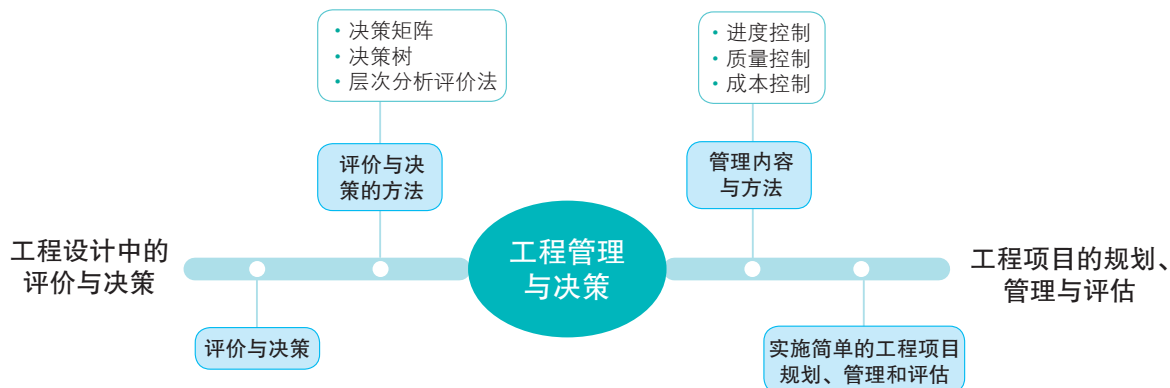 • 决策矩阵
• 决策树
• 层次分析评价法
• 进度控制
• 质量控制
• 成本控制
评价与决
策的方法
管理内容
与方法
工程设计中的
评价与决策
工程管理
与决策
工程项目的规划、
管理与评估
评价与决策
实施简单的工程项目
规划、管理和评估